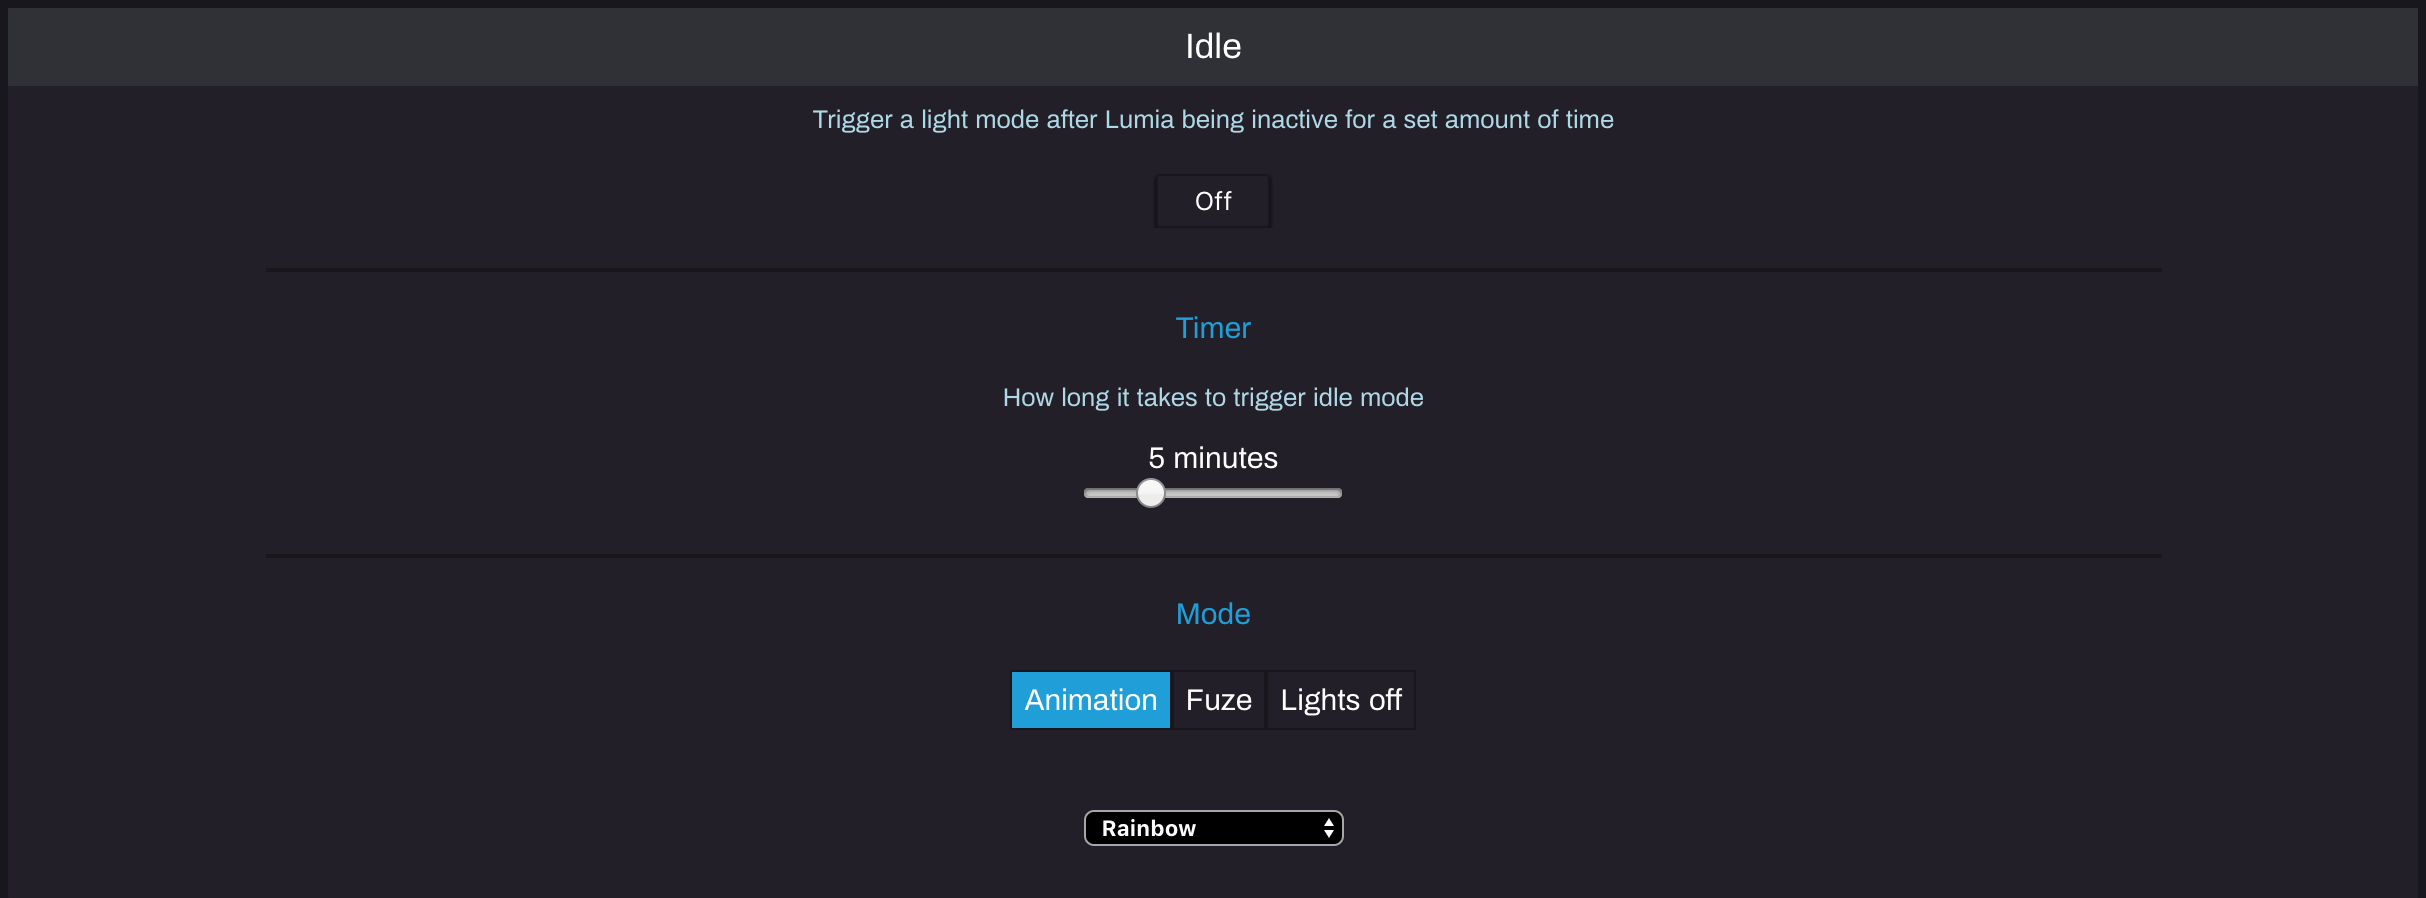 Idle
Trigger a light mode after Lumia being inactive for a set amount of time
Off
Timer
How long it takes to trigger idle mode
5 minutes
Mode
Animation Fuze Lights off
Rainbow